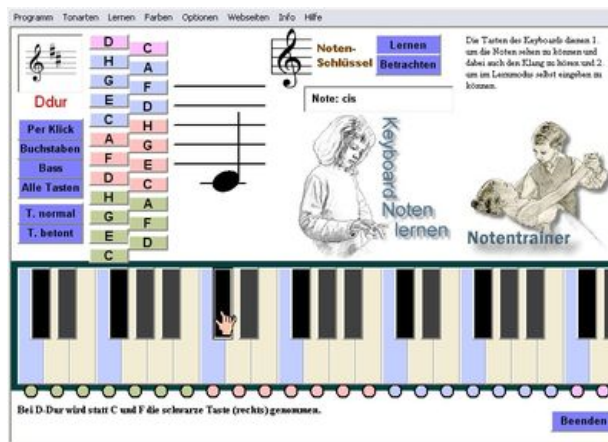 Programm Tonarten Lernen Farben Optionen Webseiten Info Hilfe
Ddur
Per Klick
Buchstaben
Bass
Alle Tasten
T. normal
T. betont
D
H
G
E
C
A
F
D
H
G
E
C
C
A
F
D
H
G
E
C
A
F
D
Noten-
Schlüssel
Lernen
Betrachten
Note: cis
Die Tasten des Keyboards dienen 1.
um die Noten sehen zu können und
dabei auch den Klang zu hören und 2.
um im Lernmodus selbst eingeben zu
können.
Keyboard
Noten
lernen
Notentrainer
Bei D-Dur wird statt C und F die schwarze Taste (rechts) genommen.
Beenden